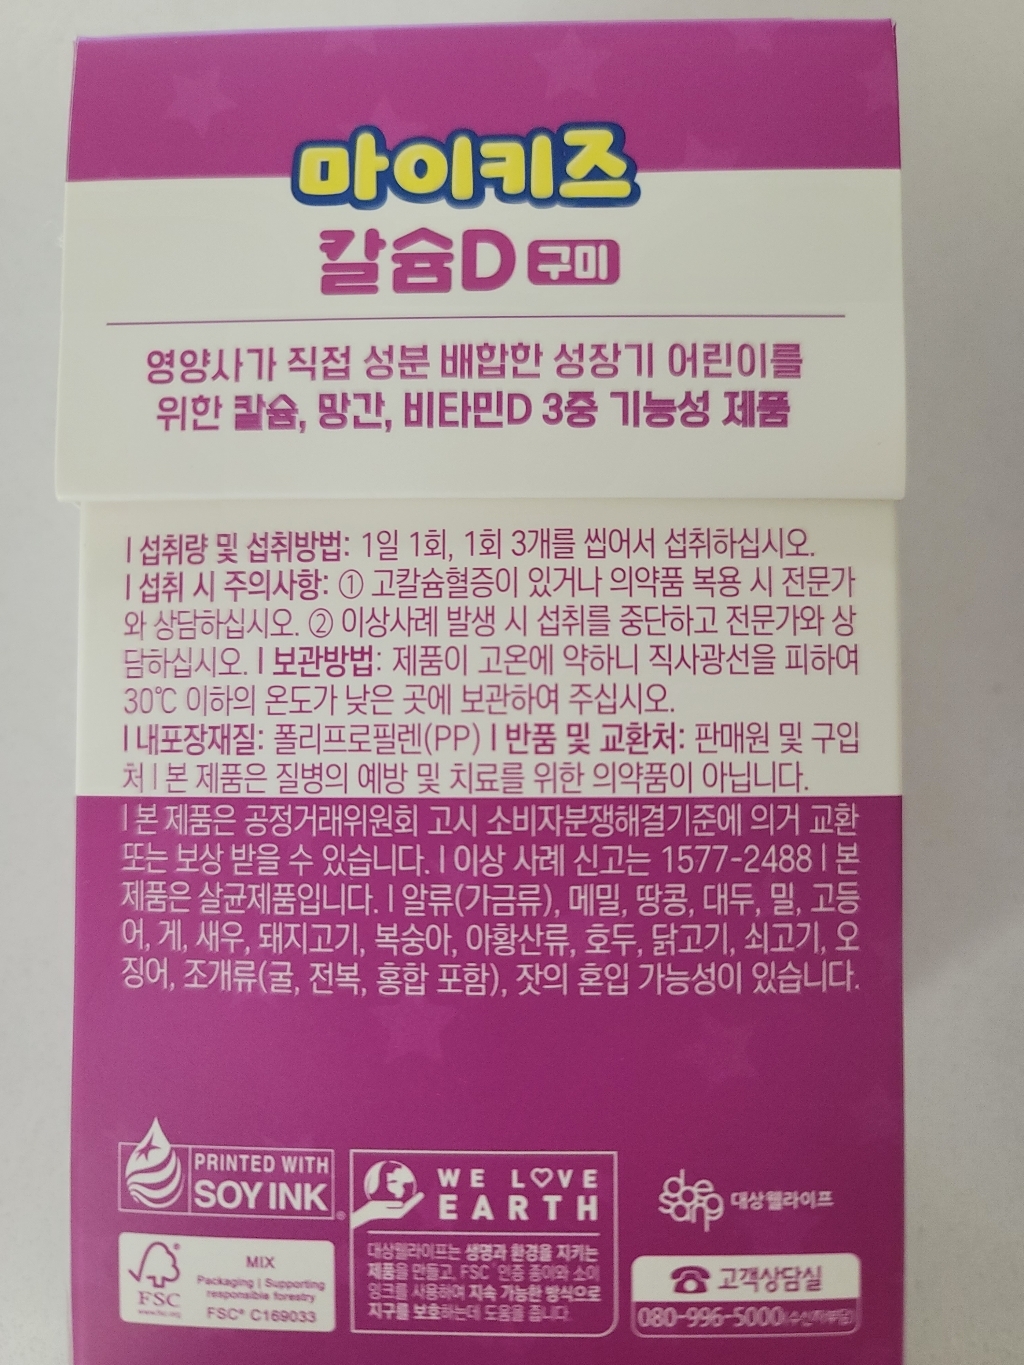 마이키즈
칼슘D 구미
영양사가 직접 성분 배합한 성장기 어린이를
위한 칼슘, 망간, 비타민D 3중 기능성 제품
| 섭취량 및 섭취방법: 1일 1회, 1회 3개를 씹어서 섭취하십시오.
| 섭취 시 주의사항: ① 고칼슘혈증이 있거나 의약품 복용 시 전문가
와 상담하십시오. ② 이상사례 발생 시 섭취를 중단하고 전문가와 상
담하십시오. | 보관방법: 제품이 고온에 약하니 직사광선을 피하여
30℃ 이하의 온도가 낮은 곳에 보관하여 주십시오.
| 내포장재질: 폴리프로필렌(PP) | 반품 및 교환처: 판매원 및 구입
처 | 본 제품은 질병의 예방 및 치료를 위한 의약품이 아닙니다.
| 본 제품은 공정거래위원회 고시 소비자분쟁해결기준에 의거 교환
또는 보상 받을 수 있습니다. | 이상 사례 신고는 1577-2488 | 본
제품은 살균제품입니다. | 알류(가금류), 메밀, 땅콩, 대두, 밀, 고등
어, 게, 새우, 돼지고기, 복숭아, 아황산류, 호두, 닭고기, 쇠고기, 오
징어, 조개류(굴, 전복, 홍합 포함), 잣의 혼입 가능성이 있습니다.
PRINTED WITH
SOY INK®
MIX
Packaging | Supporting
responsible forestry
FSC
www.fsc.org
FSC® C169033
WE LOVE
EARTH
대상웰라이프는 생명과 환경을 지키는
제품을 만들고, FSC® 인증 종이와 소이
잉크를 사용하여 지속 가능한 방식으로
지구를 보호하는데 도움을 줍니다.
daesang 대상웰라이프
고객상담실
080-996-5000(수신자부담)